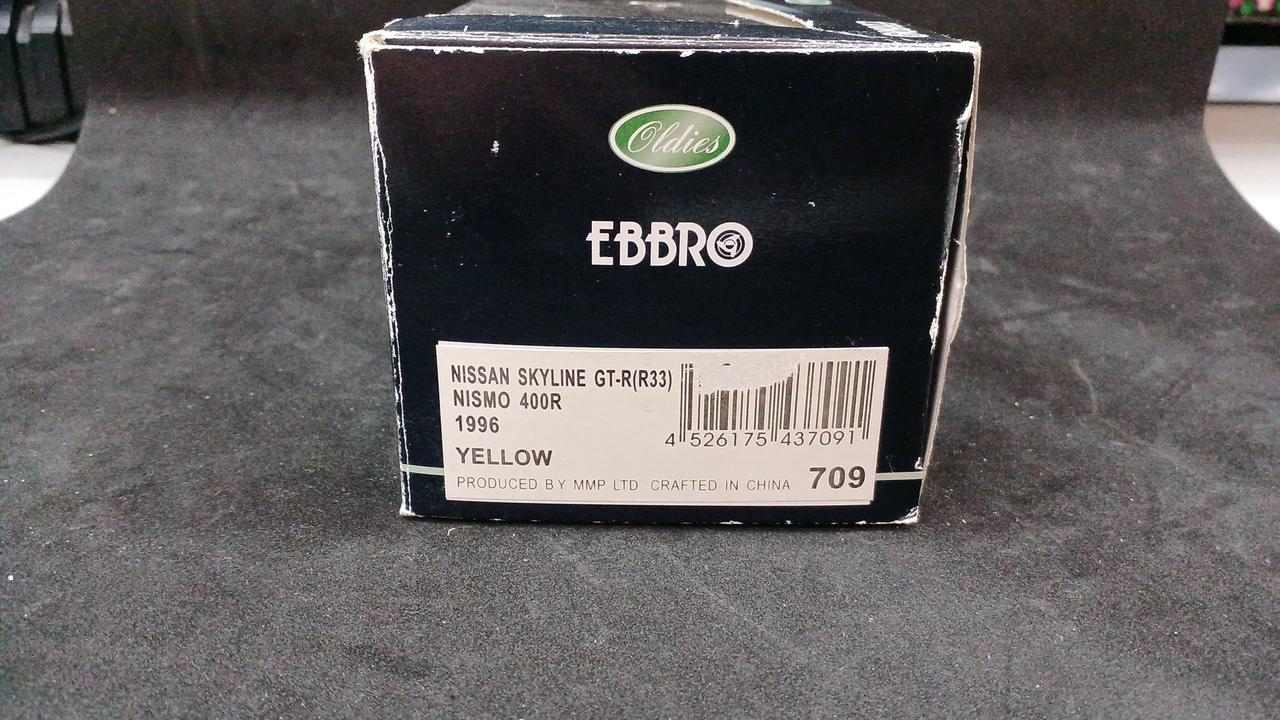 Oldies
EBBRO
NISSAN SKYLINE GT-R(R33)
NISMO 400R
1996
4 526175 437091
YELLOW
PRODUCED BY MMP LTD CRAFTED IN CHINA
709